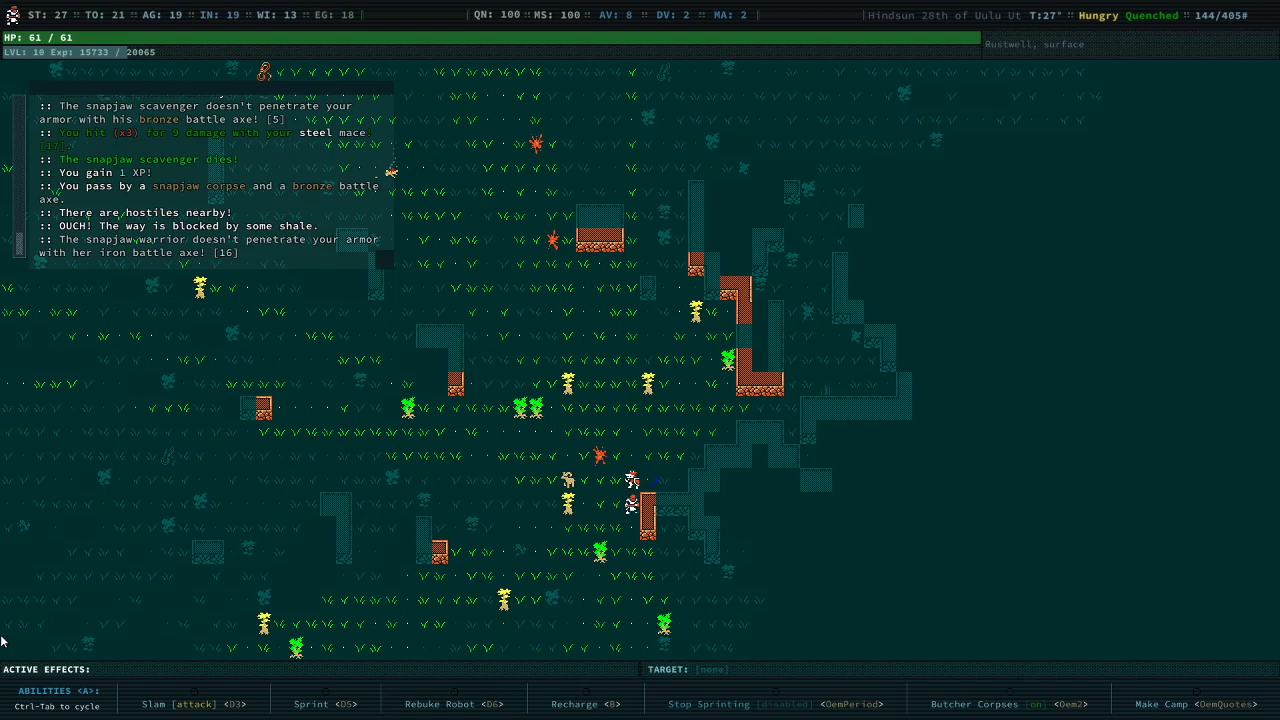 ST: 27 :: TO: 21 :: AG: 19 :: IN: 19 :: WI: 13 :: EG: 18
QN: 100 :: MS: 100 :: AV: 8 :: DV: 2 :: MA: 2
Hindsun 28th of Uulu Ut :: T:27° :: Hungry Quenched :: 144/405#
HP: 61 / 61
LVL: 10 Exp: 15733 / 20065
Rustwell, surface
:: The snapjaw scavenger doesn't penetrate your
armor with his bronze battle axe! [5]
:: You hit (x3) for 9 damage with your steel mace!
[17]
:: The snapjaw scavenger dies!
:: You gain 1 XP!
:: You pass by a snapjaw corpse and a bronze battle
axe.
:: There are hostiles nearby!
:: OUCH! The way is blocked by some shale.
:: The snapjaw warrior doesn't penetrate your armor
with her iron battle axe! [16]
ACTIVE EFFECTS:
TARGET: [none]
ABILITIES <A>:
Ctrl-Tab to cycle
Slam [attack] <D3>
Sprint <D5>
Rebuke Robot <D6>
Recharge <B>
Stop Sprinting [disabled] <OemPeriod>
Butcher Corpses [on] <Oem2>
Make Camp <OemQuotes>